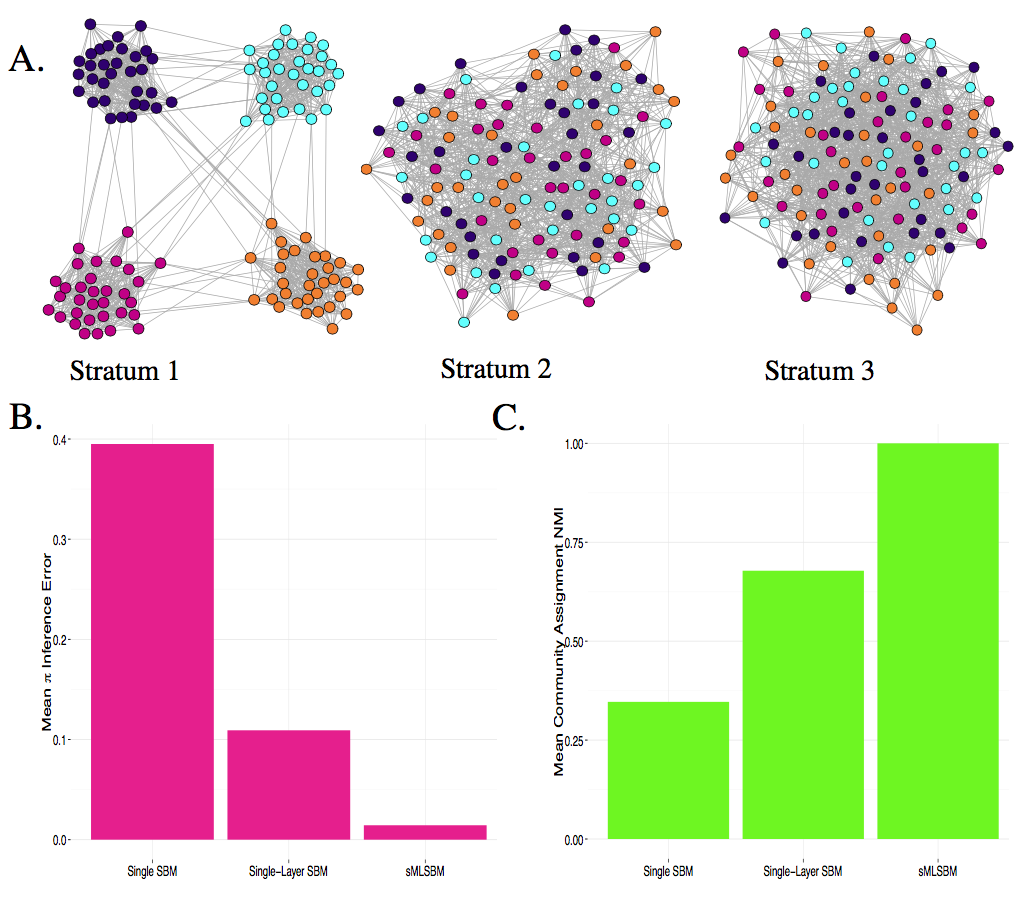 A.
Stratum 1
Stratum 2
Stratum 3
B.
Mean π Inference Error
0.4
0.3
0.2
0.1
0.0
Single SBM
Single−Layer SBM
sMLSBM
C.
Mean Community Assignment NMI
1.00
0.75
0.50
0.25
0.00
Single SBM
Single−Layer SBM
sMLSBM